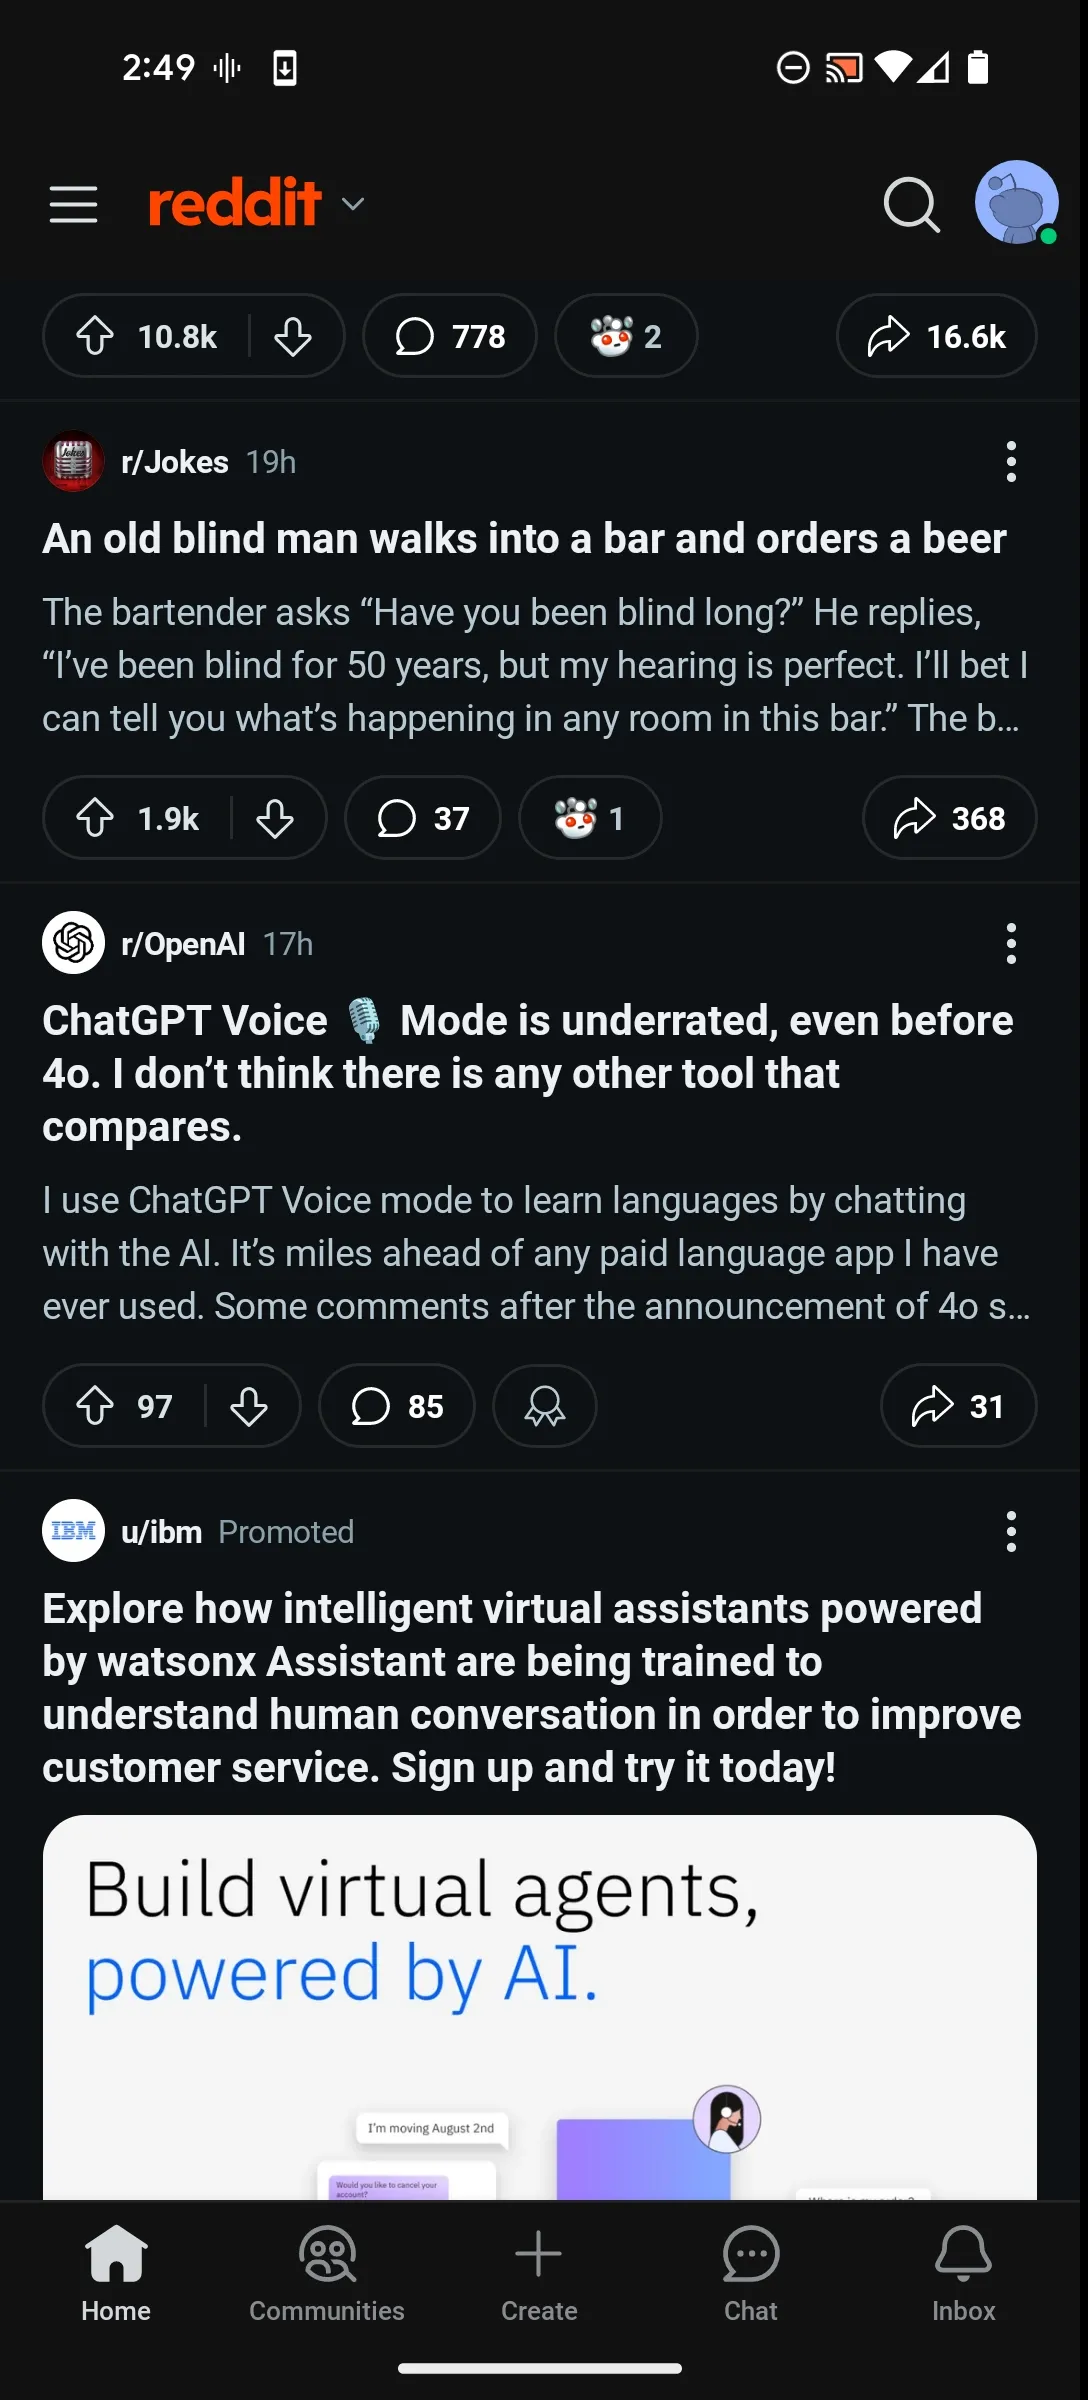 2:49
reddit
10.8k 778 2 16.6k
r/Jokes 19h
An old blind man walks into a bar and orders a beer
The bartender asks “Have you been blind long?” He replies,
“I’ve been blind for 50 years, but my hearing is perfect. I’ll bet I
can tell you what’s happening in any room in this bar.” The b…
1.9k 37 1 368
r/OpenAI 17h
ChatGPT Voice 🎙️ Mode is underrated, even before
4o. I don’t think there is any other tool that
compares.
I use ChatGPT Voice mode to learn languages by chatting
with the AI. It’s miles ahead of any paid language app I have
ever used. Some comments after the announcement of 4o s…
97 85 31
IBM u/ibm Promoted
Explore how intelligent virtual assistants powered
by watsonx Assistant are being trained to
understand human conversation in order to improve
customer service. Sign up and try it today!
Build virtual agents,
powered by AI.
I’m moving August 2nd
Would you like to cancel your
account?
Home Communities Create Chat Inbox